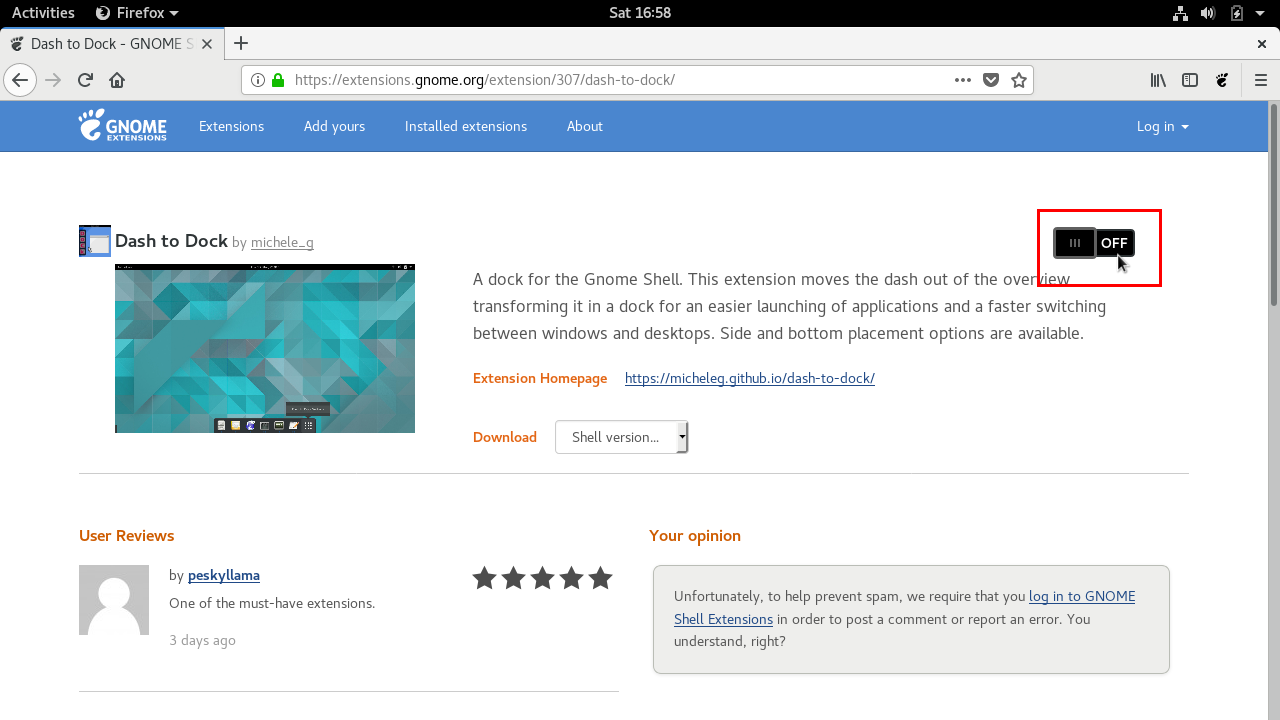 Activities Firefox Sat 16:58
Dash to Dock - GNOME S
https://extensions.gnome.org/extension/307/dash-to-dock/
GNOME EXTENSIONS Extensions Add yours Installed extensions About Log in
Dash to Dock by michele_g
OFF
A dock for the Gnome Shell. This extension moves the dash out of the overview
transforming it in a dock for an easier launching of applications and a faster switching
between windows and desktops. Side and bottom placement options are available.
Extension Homepage https://micheleg.github.io/dash-to-dock/
Download Shell version...
User Reviews
by peskyllama
One of the must-have extensions.
3 days ago
Your opinion
Unfortunately, to help prevent spam, we require that you log in to GNOME
Shell Extensions in order to post a comment or report an error. You
understand, right?